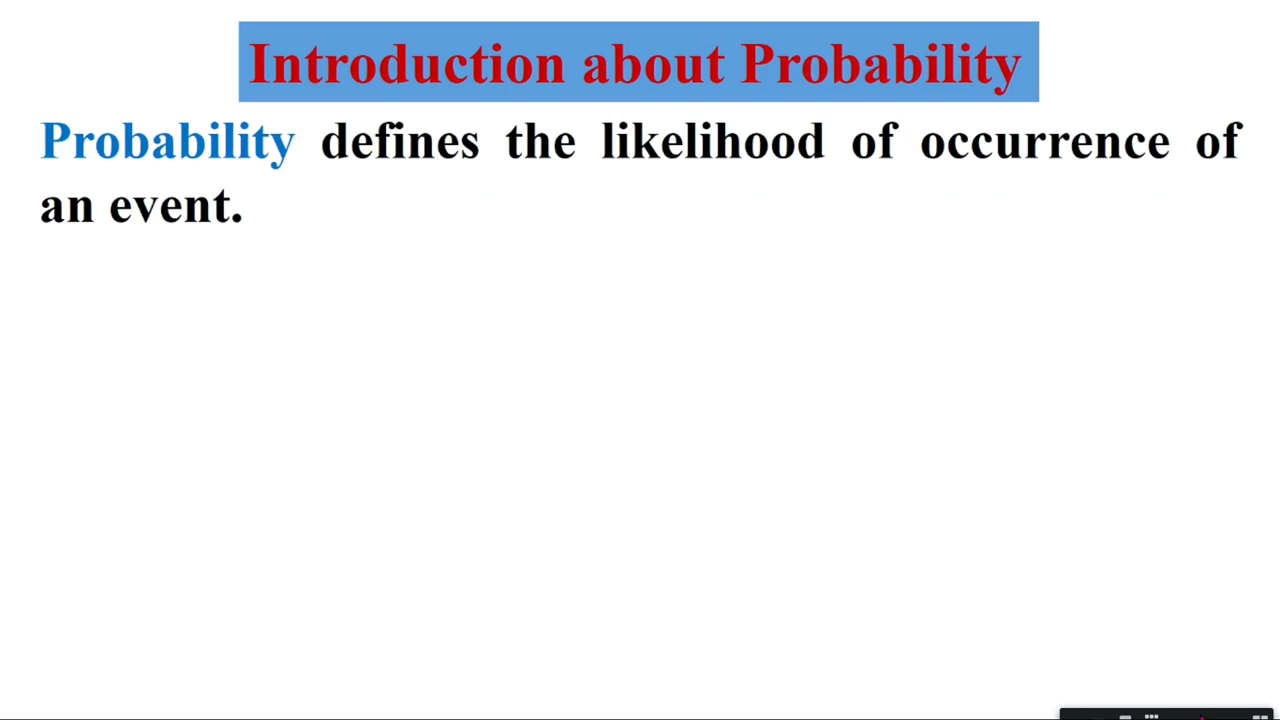 Introduction about Probability
Probability defines the likelihood of occurrence of
an event.